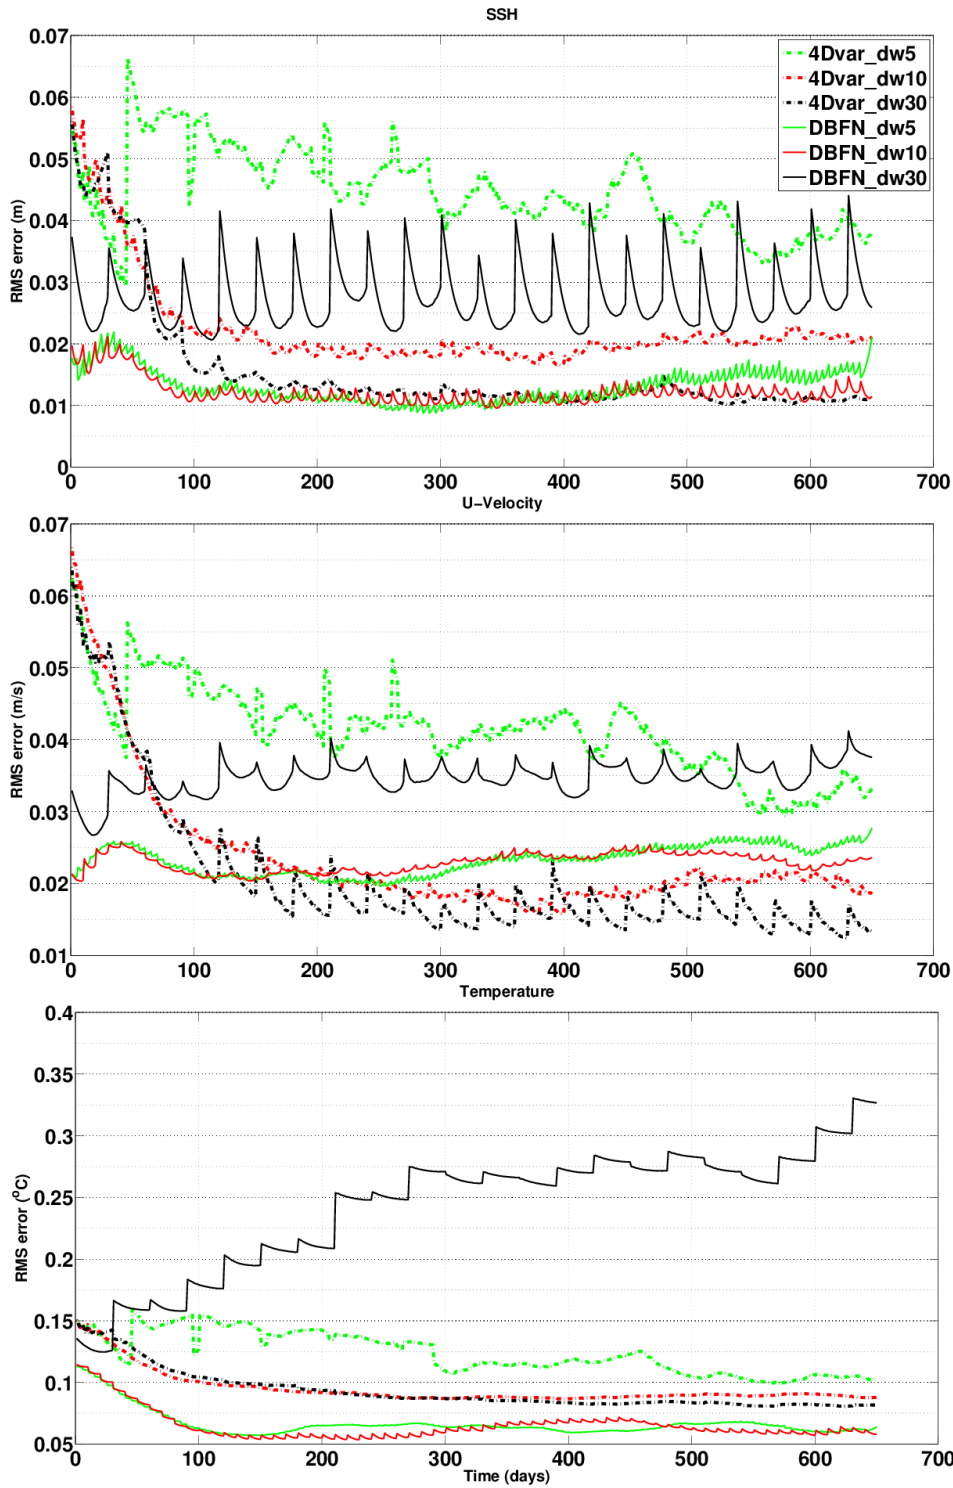 SSH
0.07
0.06
0.05
0.04
0.03
0.02
0.01
0
RMS error (m)
4Dvar_dw5
4Dvar_dw10
4Dvar_dw30
DBFN_dw5
DBFN_dw10
DBFN_dw30
0 100 200 300 400 500 600 700
U−Velocity
0.07
0.06
0.05
0.04
0.03
0.02
0.01
RMS error (m/s)
0 100 200 300 400 500 600 700
Temperature
0.4
0.35
0.3
0.25
0.2
0.15
0.1
0.05
RMS error (°C)
0 100 200 300 400 500 600 700
Time (days)